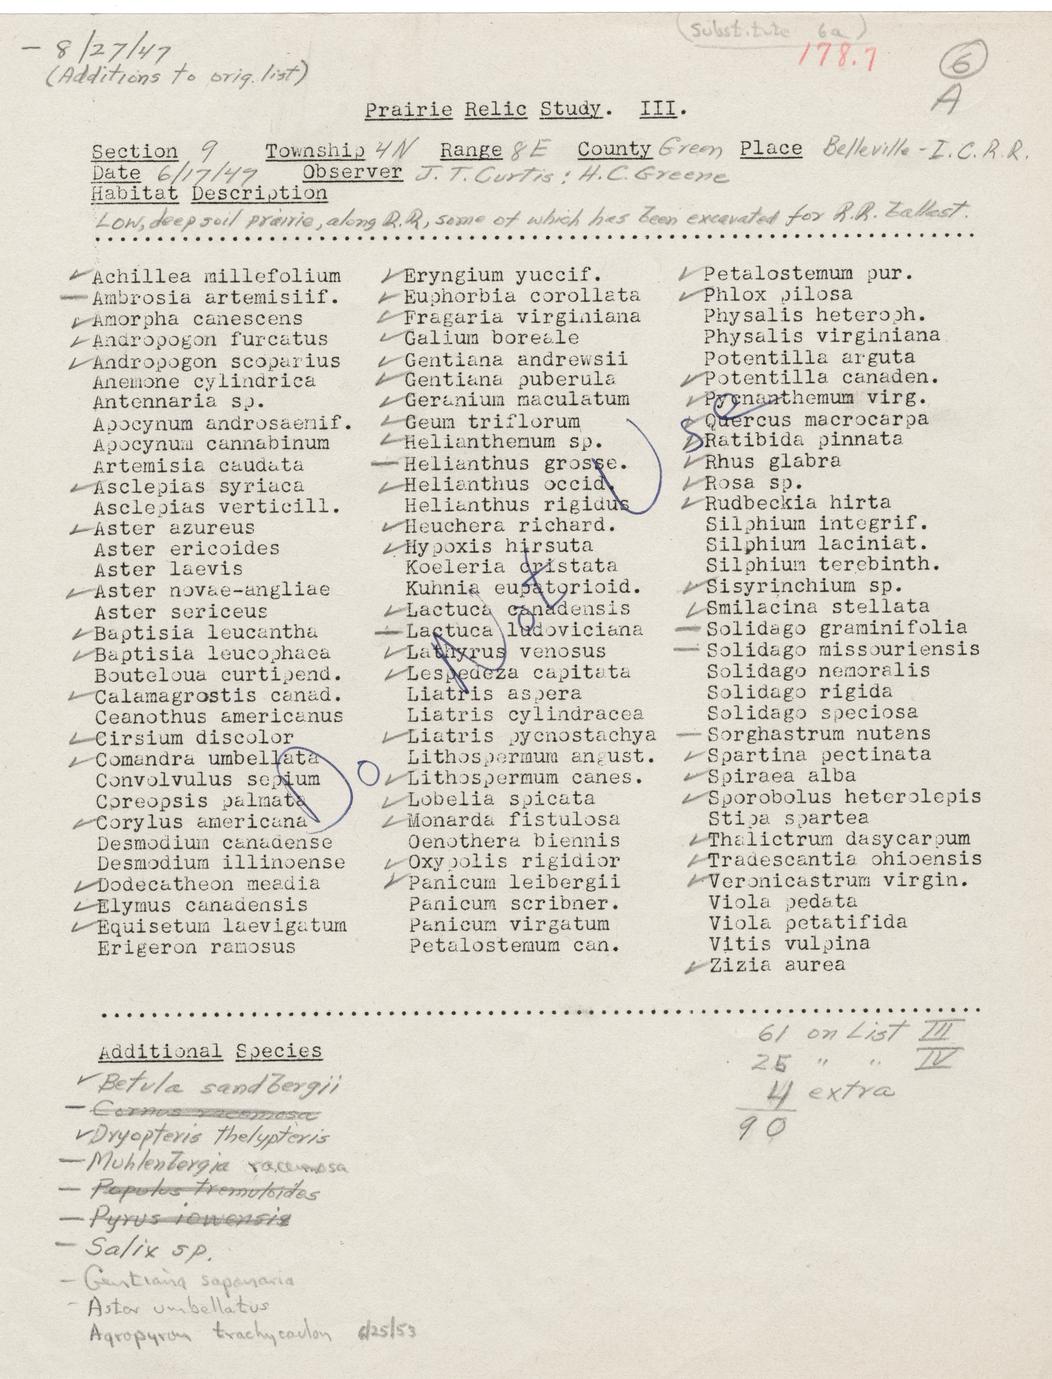 (Substitute 6a)
- 8/27/47
178.7
6
(Additions to orig. list)
A
Prairie Relic Study. III.
Section 9 Township 4N Range 8E County Green Place Belleville - I.C.R.R.
Date 6/17/47 Observer J.T. Curtis; H.C. Greene
Habitat Description
Low, deep soil prairie, along R.R, some of which has been excavated for R.R. ballast.
✓Achillea millefolium
—Ambrosia artemisiif.
✓Amorpha canescens
✓Andropogon furcatus
✓Andropogon scoparius
Anemone cylindrica
Antennaria sp.
Apocynum androsaemif.
Apocynum cannabinum
Artemisia caudata
✓Asclepias syriaca
Asclepias verticill.
✓Aster azureus
Aster ericoides
Aster laevis
✓Aster novae-angliae
Aster sericeus
✓Baptisia leucantha
✓Baptisia leucophaea
Bouteloua curtipend.
✓Calamagrostis canad.
Ceanothus americanus
✓Cirsium discolor
✓Comandra umbellata
Convolvulus sepium
Coreopsis palmata
✓Corylus americana
Desmodium canadense
Desmodium illinoense
✓Dodecatheon meadia
✓Elymus canadensis
✓Equisetum laevigatum
Erigeron ramosus
✓Eryngium yuccif.
✓Euphorbia corollata
✓Fragaria virginiana
✓Galium boreale
✓Gentiana andrewsii
✓Gentiana puberula
✓Geranium maculatum
✓Geum triflorum
✓Helianthemum sp.
—Helianthus grosse.
✓Helianthus occid.
Helianthus rigidus
✓Heuchera richard.
✓Hypoxis hirsuta
Koeleria cristata
Kuhnia eupatorioid.
✓Lactuca canadensis
—Lactuca ludoviciana
✓Lathyrus venosus
✓Lespedeza capitata
Liatris aspera
Liatris cylindracea
✓Liatris pycnostachya
Lithospermum angust.
✓Lithospermum canes.
✓Lobelia spicata
✓Monarda fistulosa
Oenothera biennis
✓Oxypolis rigidior
✓Panicum leibergii
Panicum scribner.
Panicum virgatum
Petalostemum can.
✓Petalostemum pur.
✓Phlox pilosa
Physalis heteroph.
Physalis virginiana
Potentilla arguta
✓Potentilla canaden.
✓Pycnanthemum virg.
✓Quercus macrocarpa
✓Ratibida pinnata
✓Rhus glabra
✓Rosa sp.
✓Rudbeckia hirta
Silphium integrif.
Silphium laciniat.
Silphium terebinth.
✓Sisyrinchium sp.
✓Smilacina stellata
—Solidago graminifolia
—Solidago missouriensis
Solidago nemoralis
Solidago rigida
Solidago speciosa
—Sorghastrum nutans
✓Spartina pectinata
✓Spiraea alba
✓Sporobolus heterolepis
Stipa spartea
✓Thalictrum dasycarpum
✓Tradescantia ohioensis
✓Veronicastrum virgin.
Viola pedata
Viola petatifida
Vitis vulpina
✓Zizia aurea
Do Not Use
Additional Species
✓Betula sandbergii
—Cornus racemosa
✓Dryopteris thelypteris
—Muhlenbergia racemosa
—Populus tremuloides
—Pyrus iowensis
—Salix sp.
—Gentiana saponaria
-Aster umbellatus
Agropyron trachycaulon 6/25/53
61 on List III
25 " " IV
4 extra
90